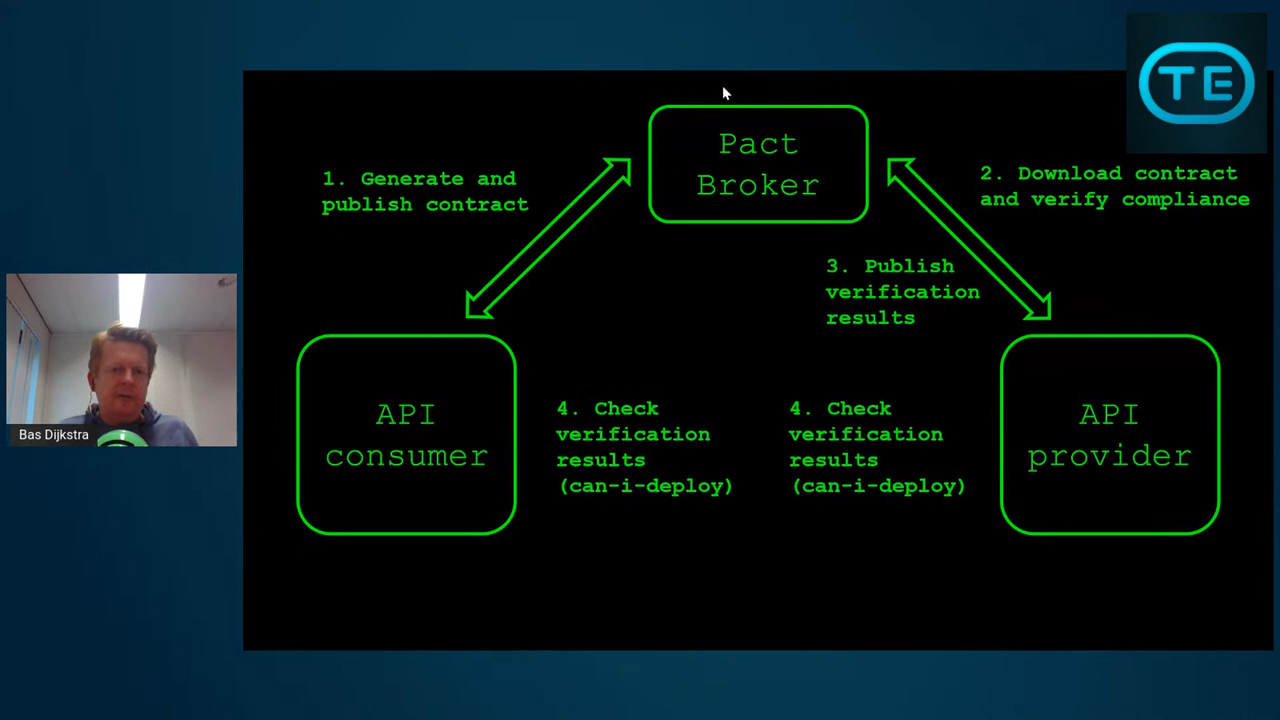 TE
Pact
Broker
1. Generate and
publish contract
2. Download contract
and verify compliance
3. Publish
verification
results
API
consumer
4. Check
verification
results
(can-i-deploy)
4. Check
verification
results
(can-i-deploy)
API
provider
Bas Dijkstra